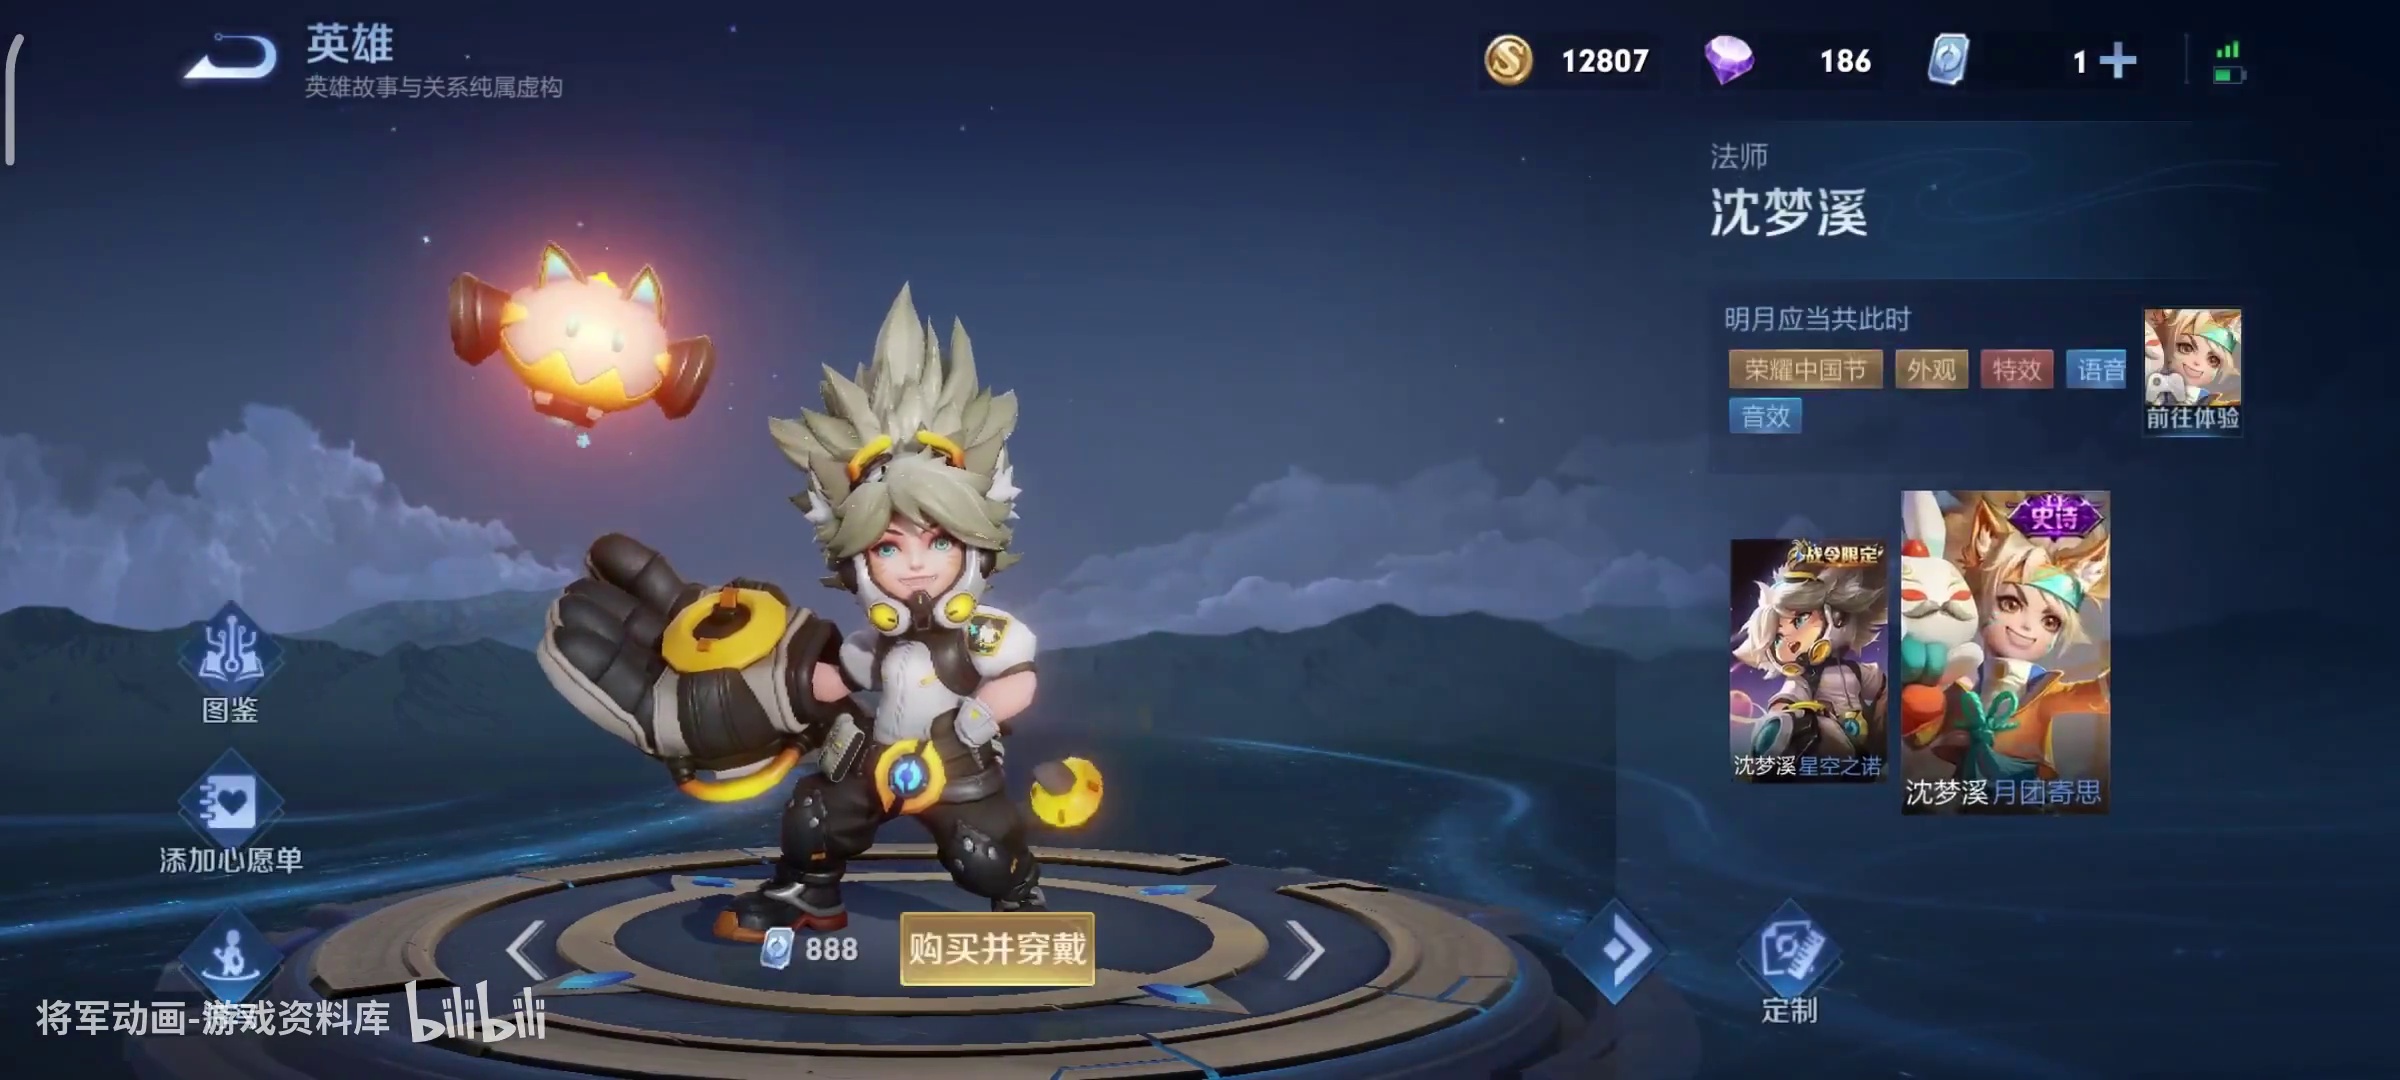 英雄
英雄故事与关系纯属虚构
12807
186
1
法师
沈梦溪
明月应当共此时
荣耀中国节
外观
特效
语音
音效
前往体验
战令限定
沈梦溪星空之诺
史诗
沈梦溪月团寄思
图鉴
添加心愿单
888
购买并穿戴
定制
将军动画-游戏资料库
bilibili